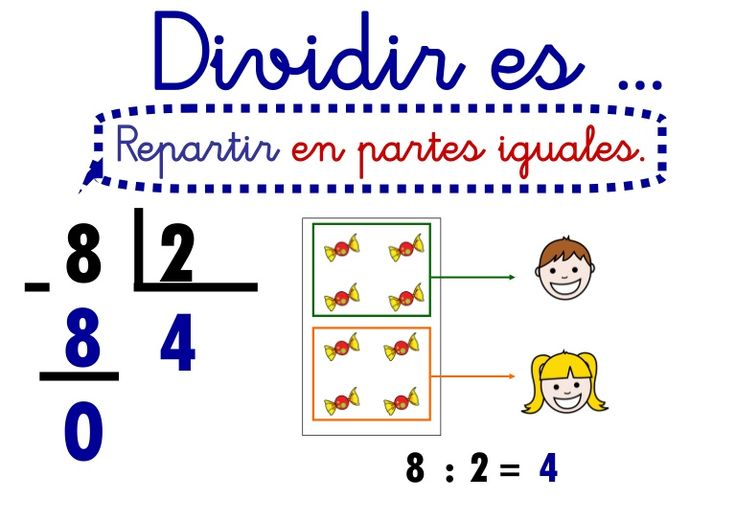 Dividir es ...
Repartir en partes iguales.
- 8 2
8 4
0
8 : 2 = 4